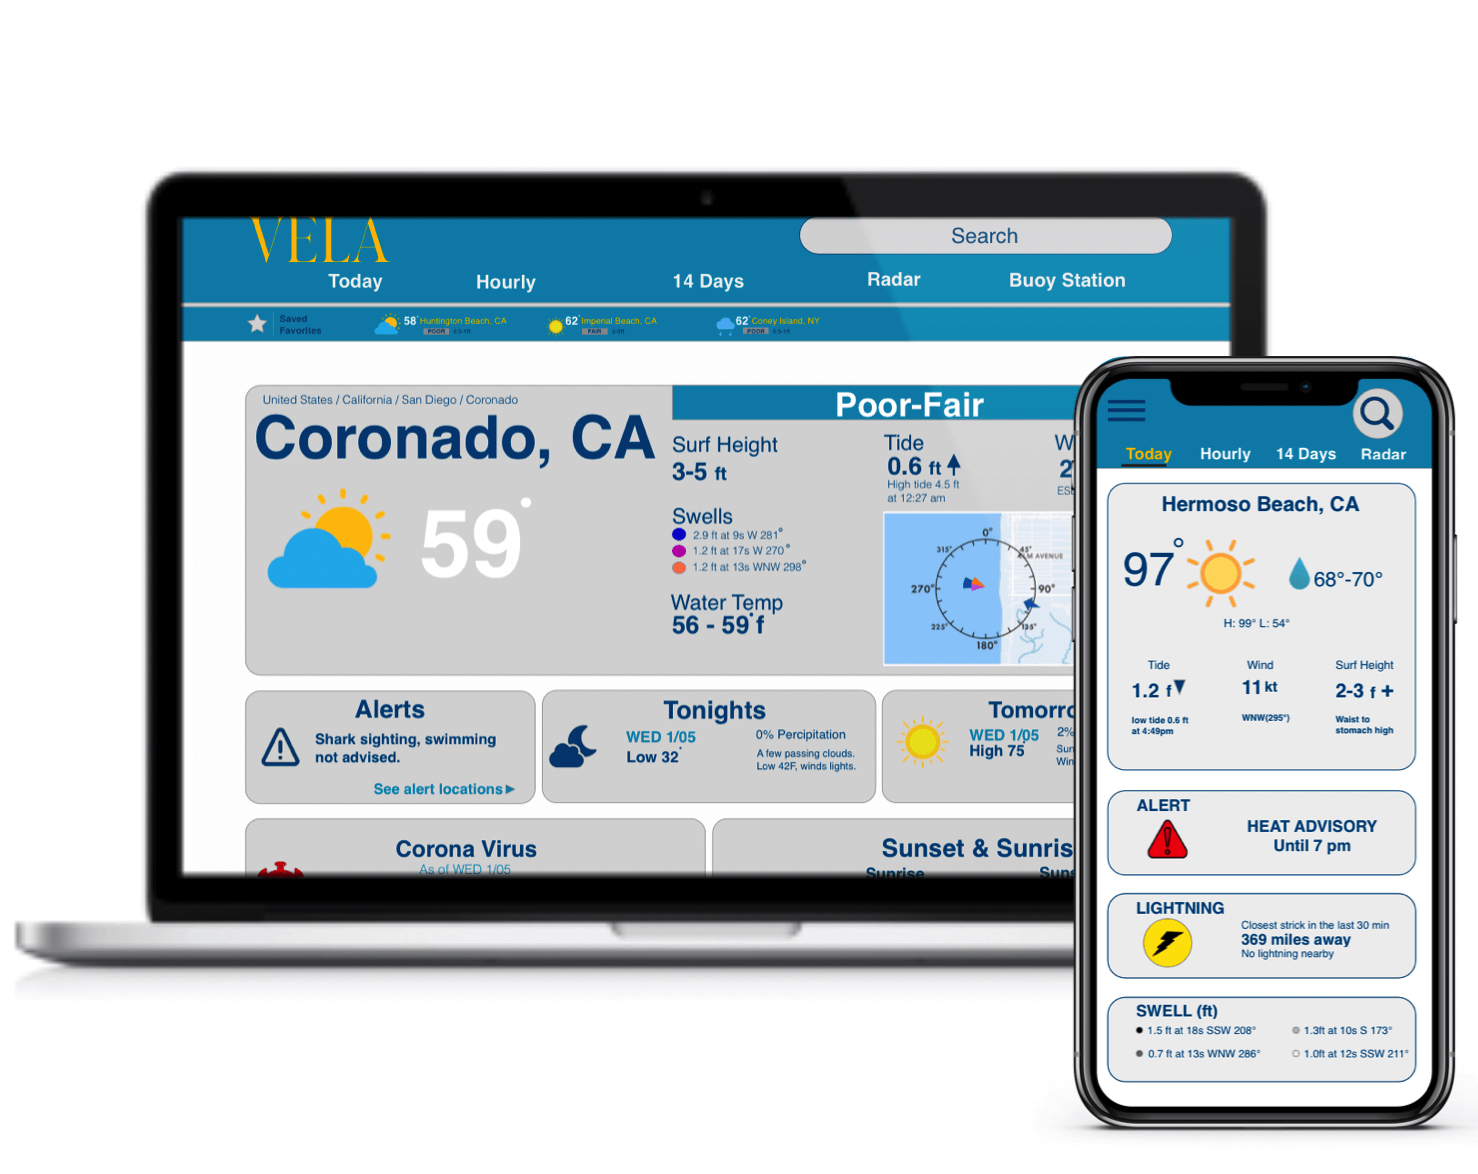 VELA
Search
Today Hourly 14 Days Radar Buoy Station
Saved
Favorites
58° Huntington Beach, CA
POOR
62° Imperial Beach, CA
FAIR
62° Coney Island, NY
POOR
United States / California / San Diego / Coronado
Coronado, CA
59°
Poor-Fair
Surf Height
3-5 ft
Tide
0.6 ft
High tide 4.5 ft
at 12:27 am
Swells
2.9 ft at 9s W 281°
1.2 ft at 17s W 270°
1.2 ft at 13s WNW 298°
Water Temp
56 - 59°f
0°
45°
90°
135°
180°
225°
270°
315°
AVENUE
Alerts
Shark sighting, swimming
not advised.
See alert locations
Tonights
WED 1/05
Low 32°
0% Percipitation
A few passing clouds.
Low 42F, winds lights.
Tomorro
WED 1/05
High 75°
2%
Sun
Win
Corona Virus
As of WED 1/05
Sunset & Sunris
Sunrise
Suns
Today Hourly 14 Days Radar
Hermoso Beach, CA
97°
68°-70°
H: 99° L: 54°
Tide
1.2 f
low tide 0.6 ft
at 4:49pm
Wind
11 kt
WNW(295°)
Surf Height
2-3 f +
Waist to
stomach high
ALERT
HEAT ADVISORY
Until 7 pm
LIGHTNING
Closest strick in the last 30 min
369 miles away
No lightning nearby
SWELL (ft)
1.5 ft at 18s SSW 208°
1.3ft at 10s S 173°
0.7 ft at 13s WNW 286°
1.0ft at 12s SSW 211°